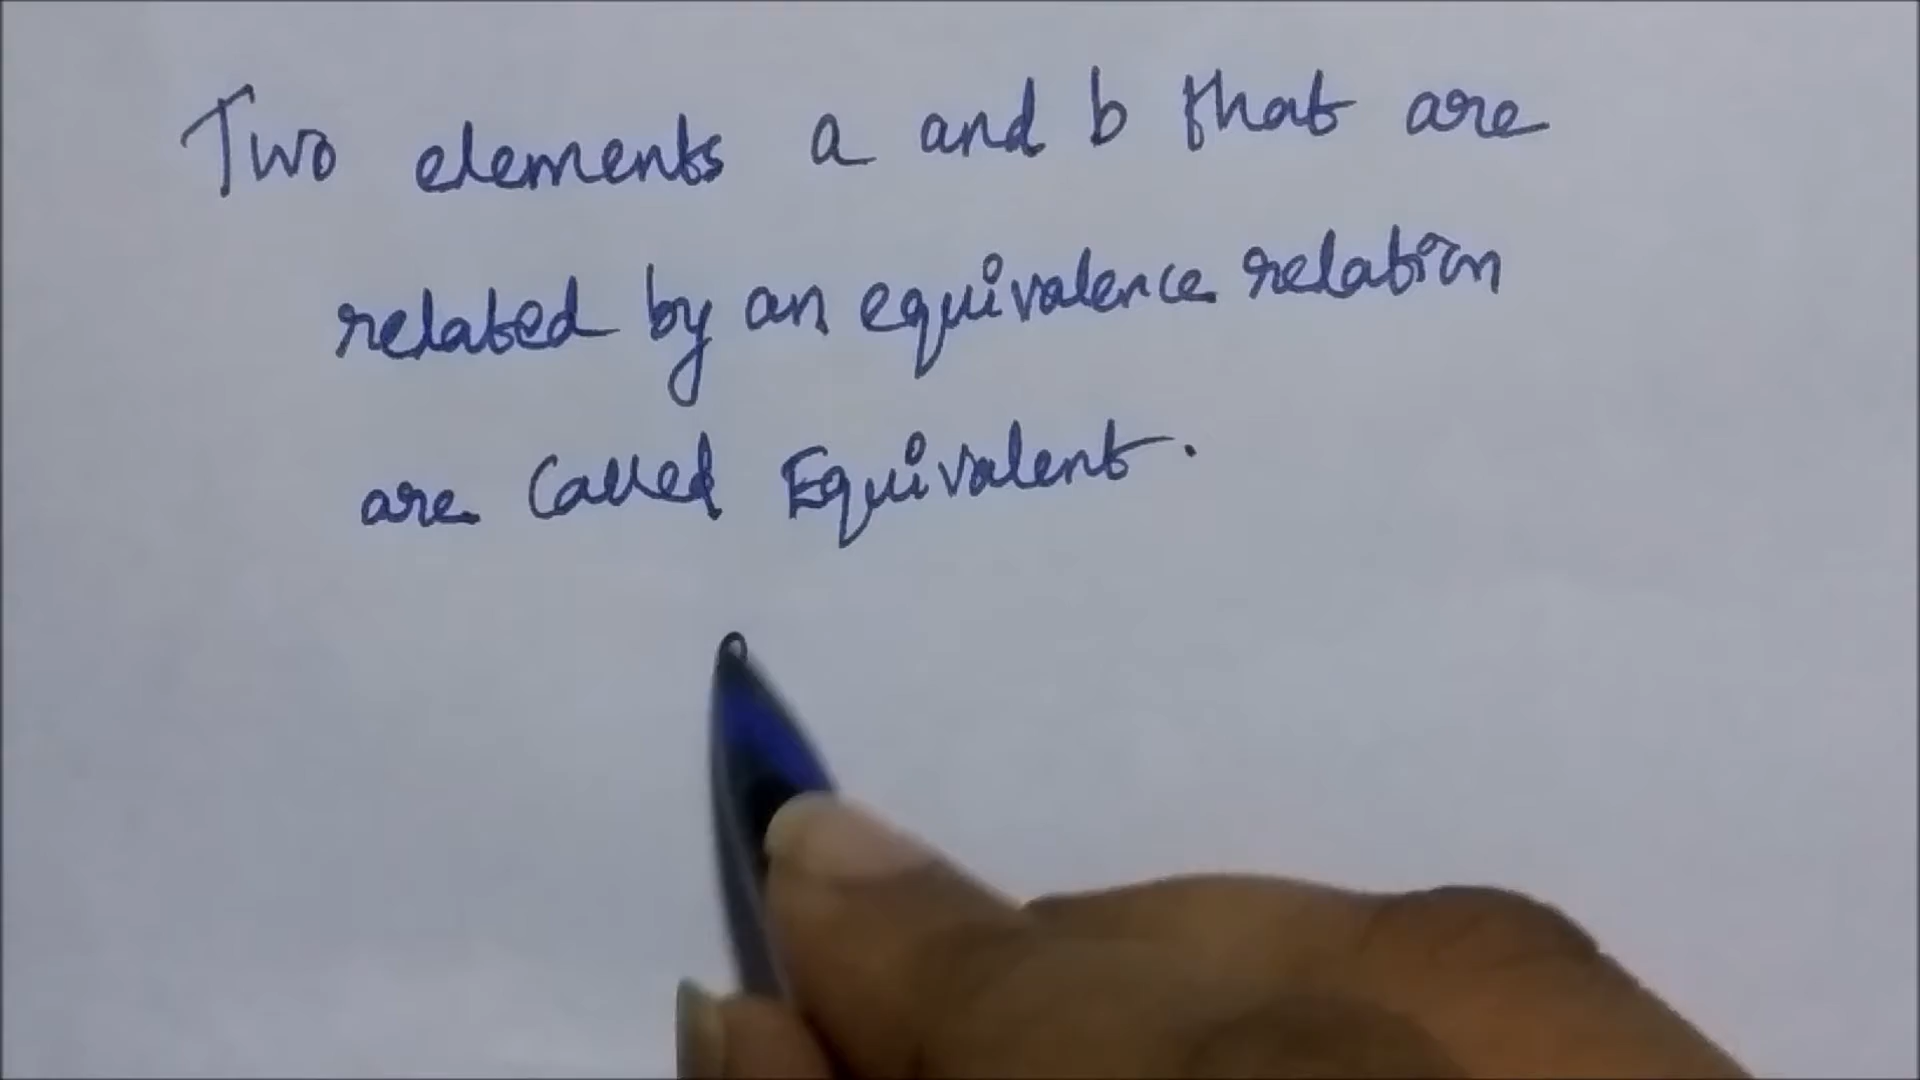 Two elements a and b that are
related by an equivalence relation
are Called Equivalent.